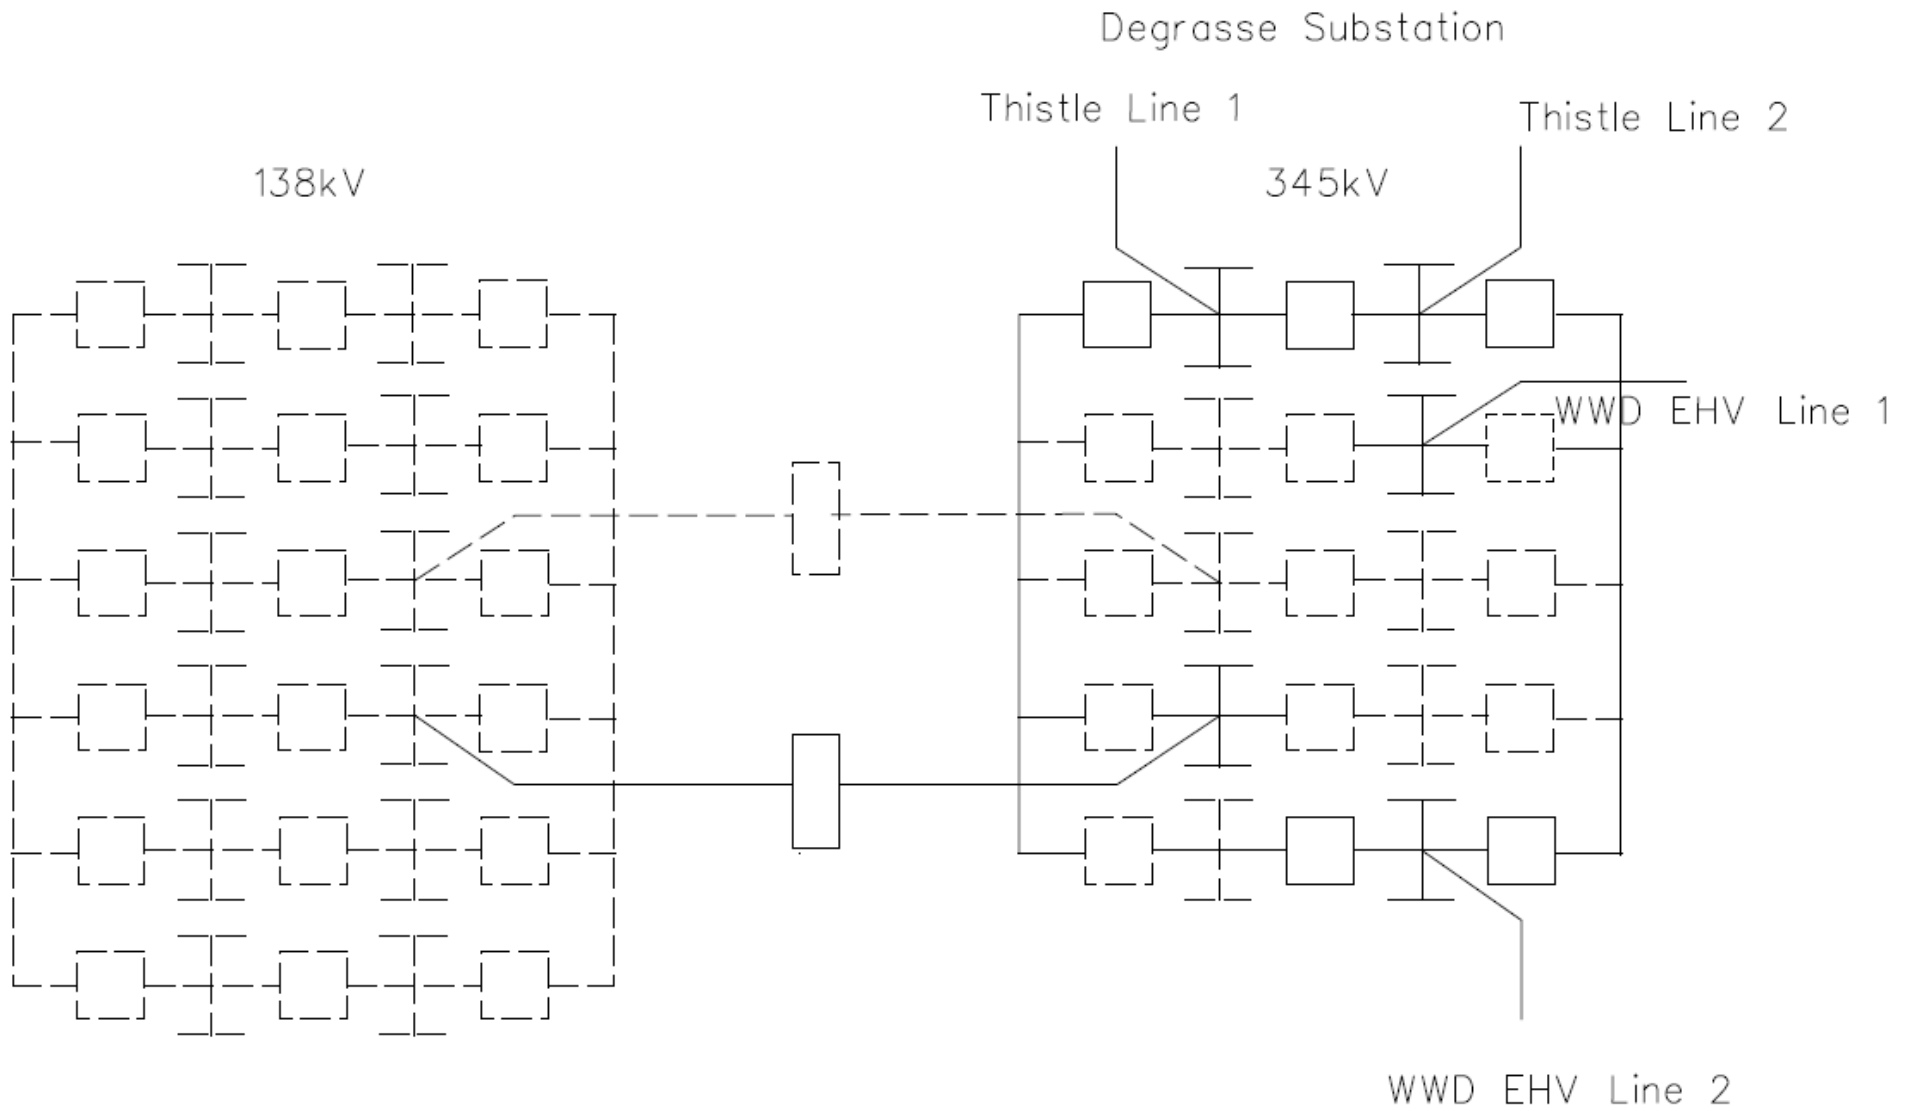 Degrasse Substation
Thistle Line 1
Thistle Line 2
138kV
345kV
WWD EHV Line 1
WWD EHV Line 2